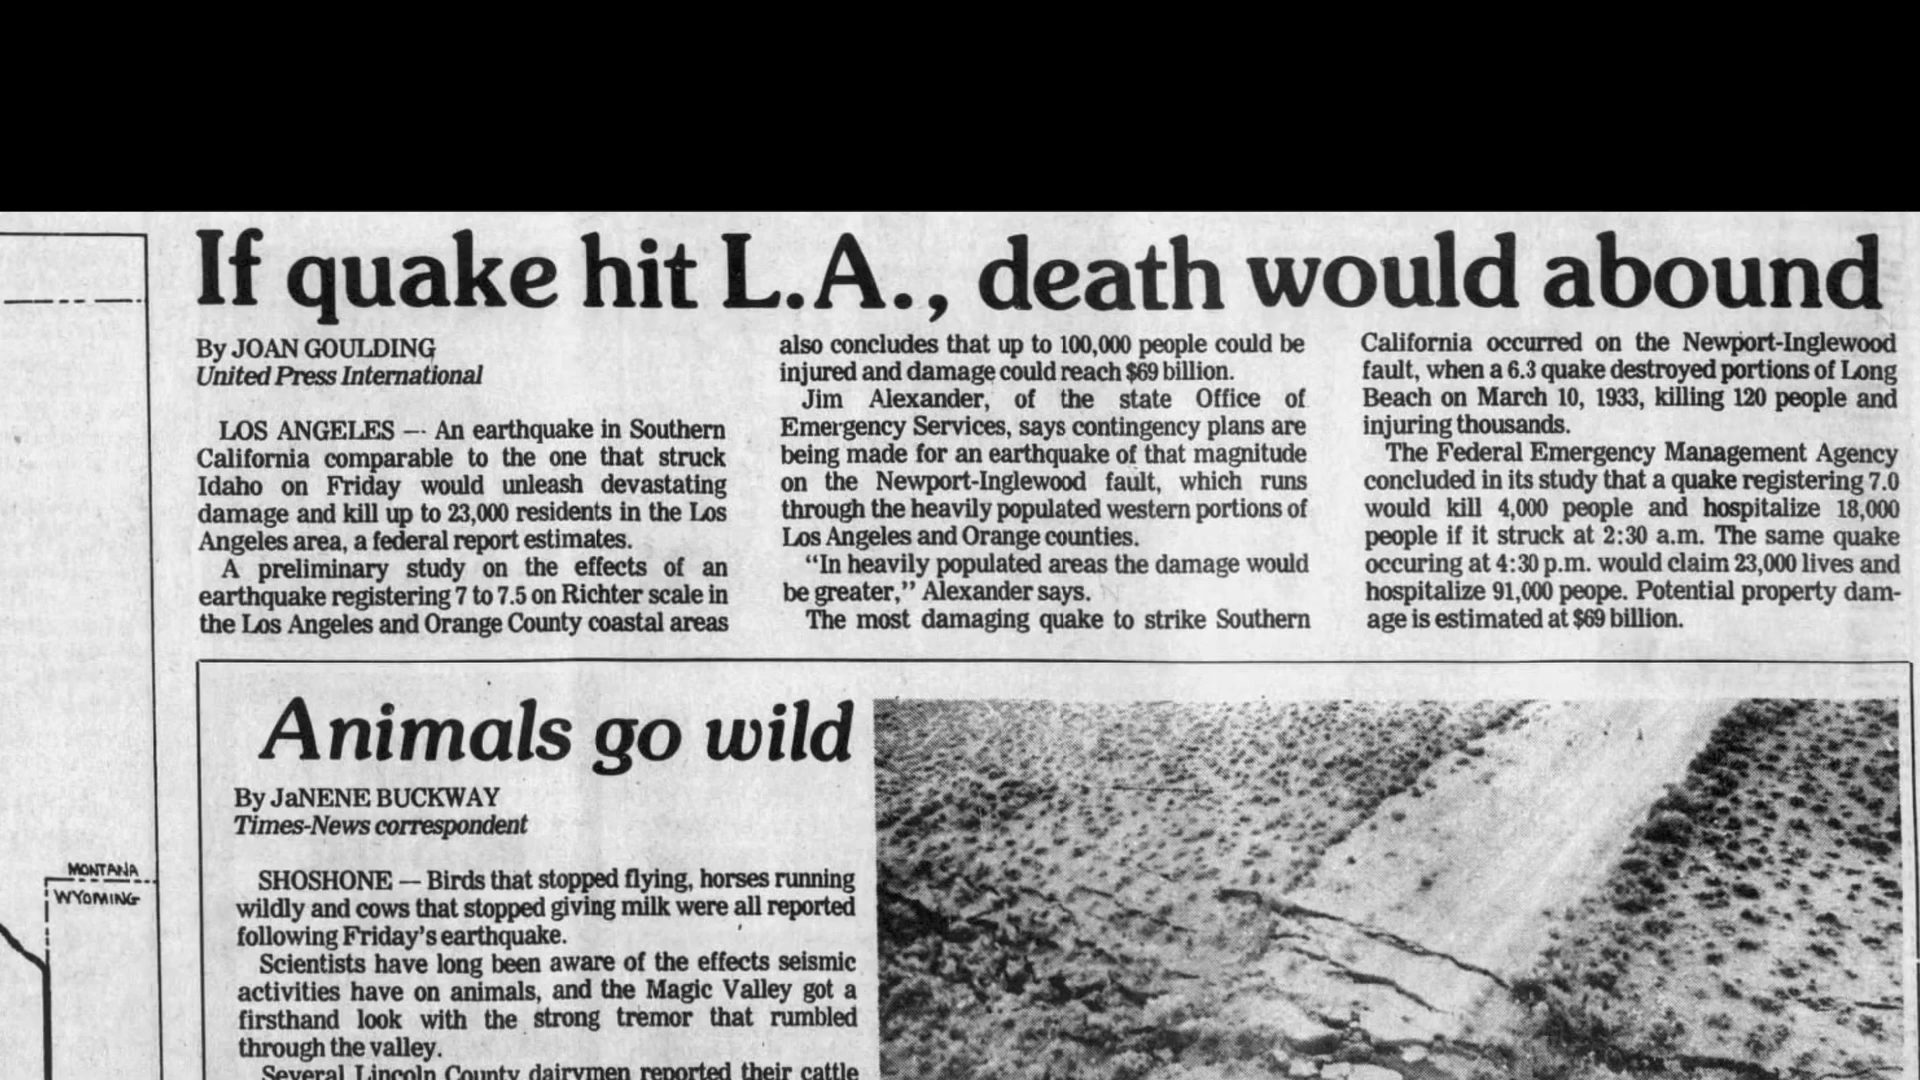 If quake hit L.A., death would abound
By JOAN GOULDING
United Press International
LOS ANGELES — An earthquake in Southern
California comparable to the one that struck
Idaho on Friday would unleash devastating
damage and kill up to 23,000 residents in the Los
Angeles area, a federal report estimates.
A preliminary study on the effects of an
earthquake registering 7 to 7.5 on Richter scale in
the Los Angeles and Orange County coastal areas
also concludes that up to 100,000 people could be
injured and damage could reach $69 billion.
Jim Alexander, of the state Office of
Emergency Services, says contingency plans are
being made for an earthquake of that magnitude
on the Newport-Inglewood fault, which runs
through the heavily populated western portions of
Los Angeles and Orange counties.
“In heavily populated areas the damage would
be greater,” Alexander says.
The most damaging quake to strike Southern
California occurred on the Newport-Inglewood
fault, when a 6.3 quake destroyed portions of Long
Beach on March 10, 1933, killing 120 people and
injuring thousands.
The Federal Emergency Management Agency
concluded in its study that a quake registering 7.0
would kill 4,000 people and hospitalize 18,000
people if it struck at 2:30 a.m. The same quake
occuring at 4:30 p.m. would claim 23,000 lives and
hospitalize 91,000 peope. Potential property dam-
age is estimated at $69 billion.
Animals go wild
By JaNENE BUCKWAY
Times-News correspondent
SHOSHONE — Birds that stopped flying, horses running
wildly and cows that stopped giving milk were all reported
following Friday's earthquake.
Scientists have long been aware of the effects seismic
activities have on animals, and the Magic Valley got a
firsthand look with the strong tremor that rumbled
through the valley.
Several Lincoln County dairymen reported their cattle
MONTANA
WYOMING